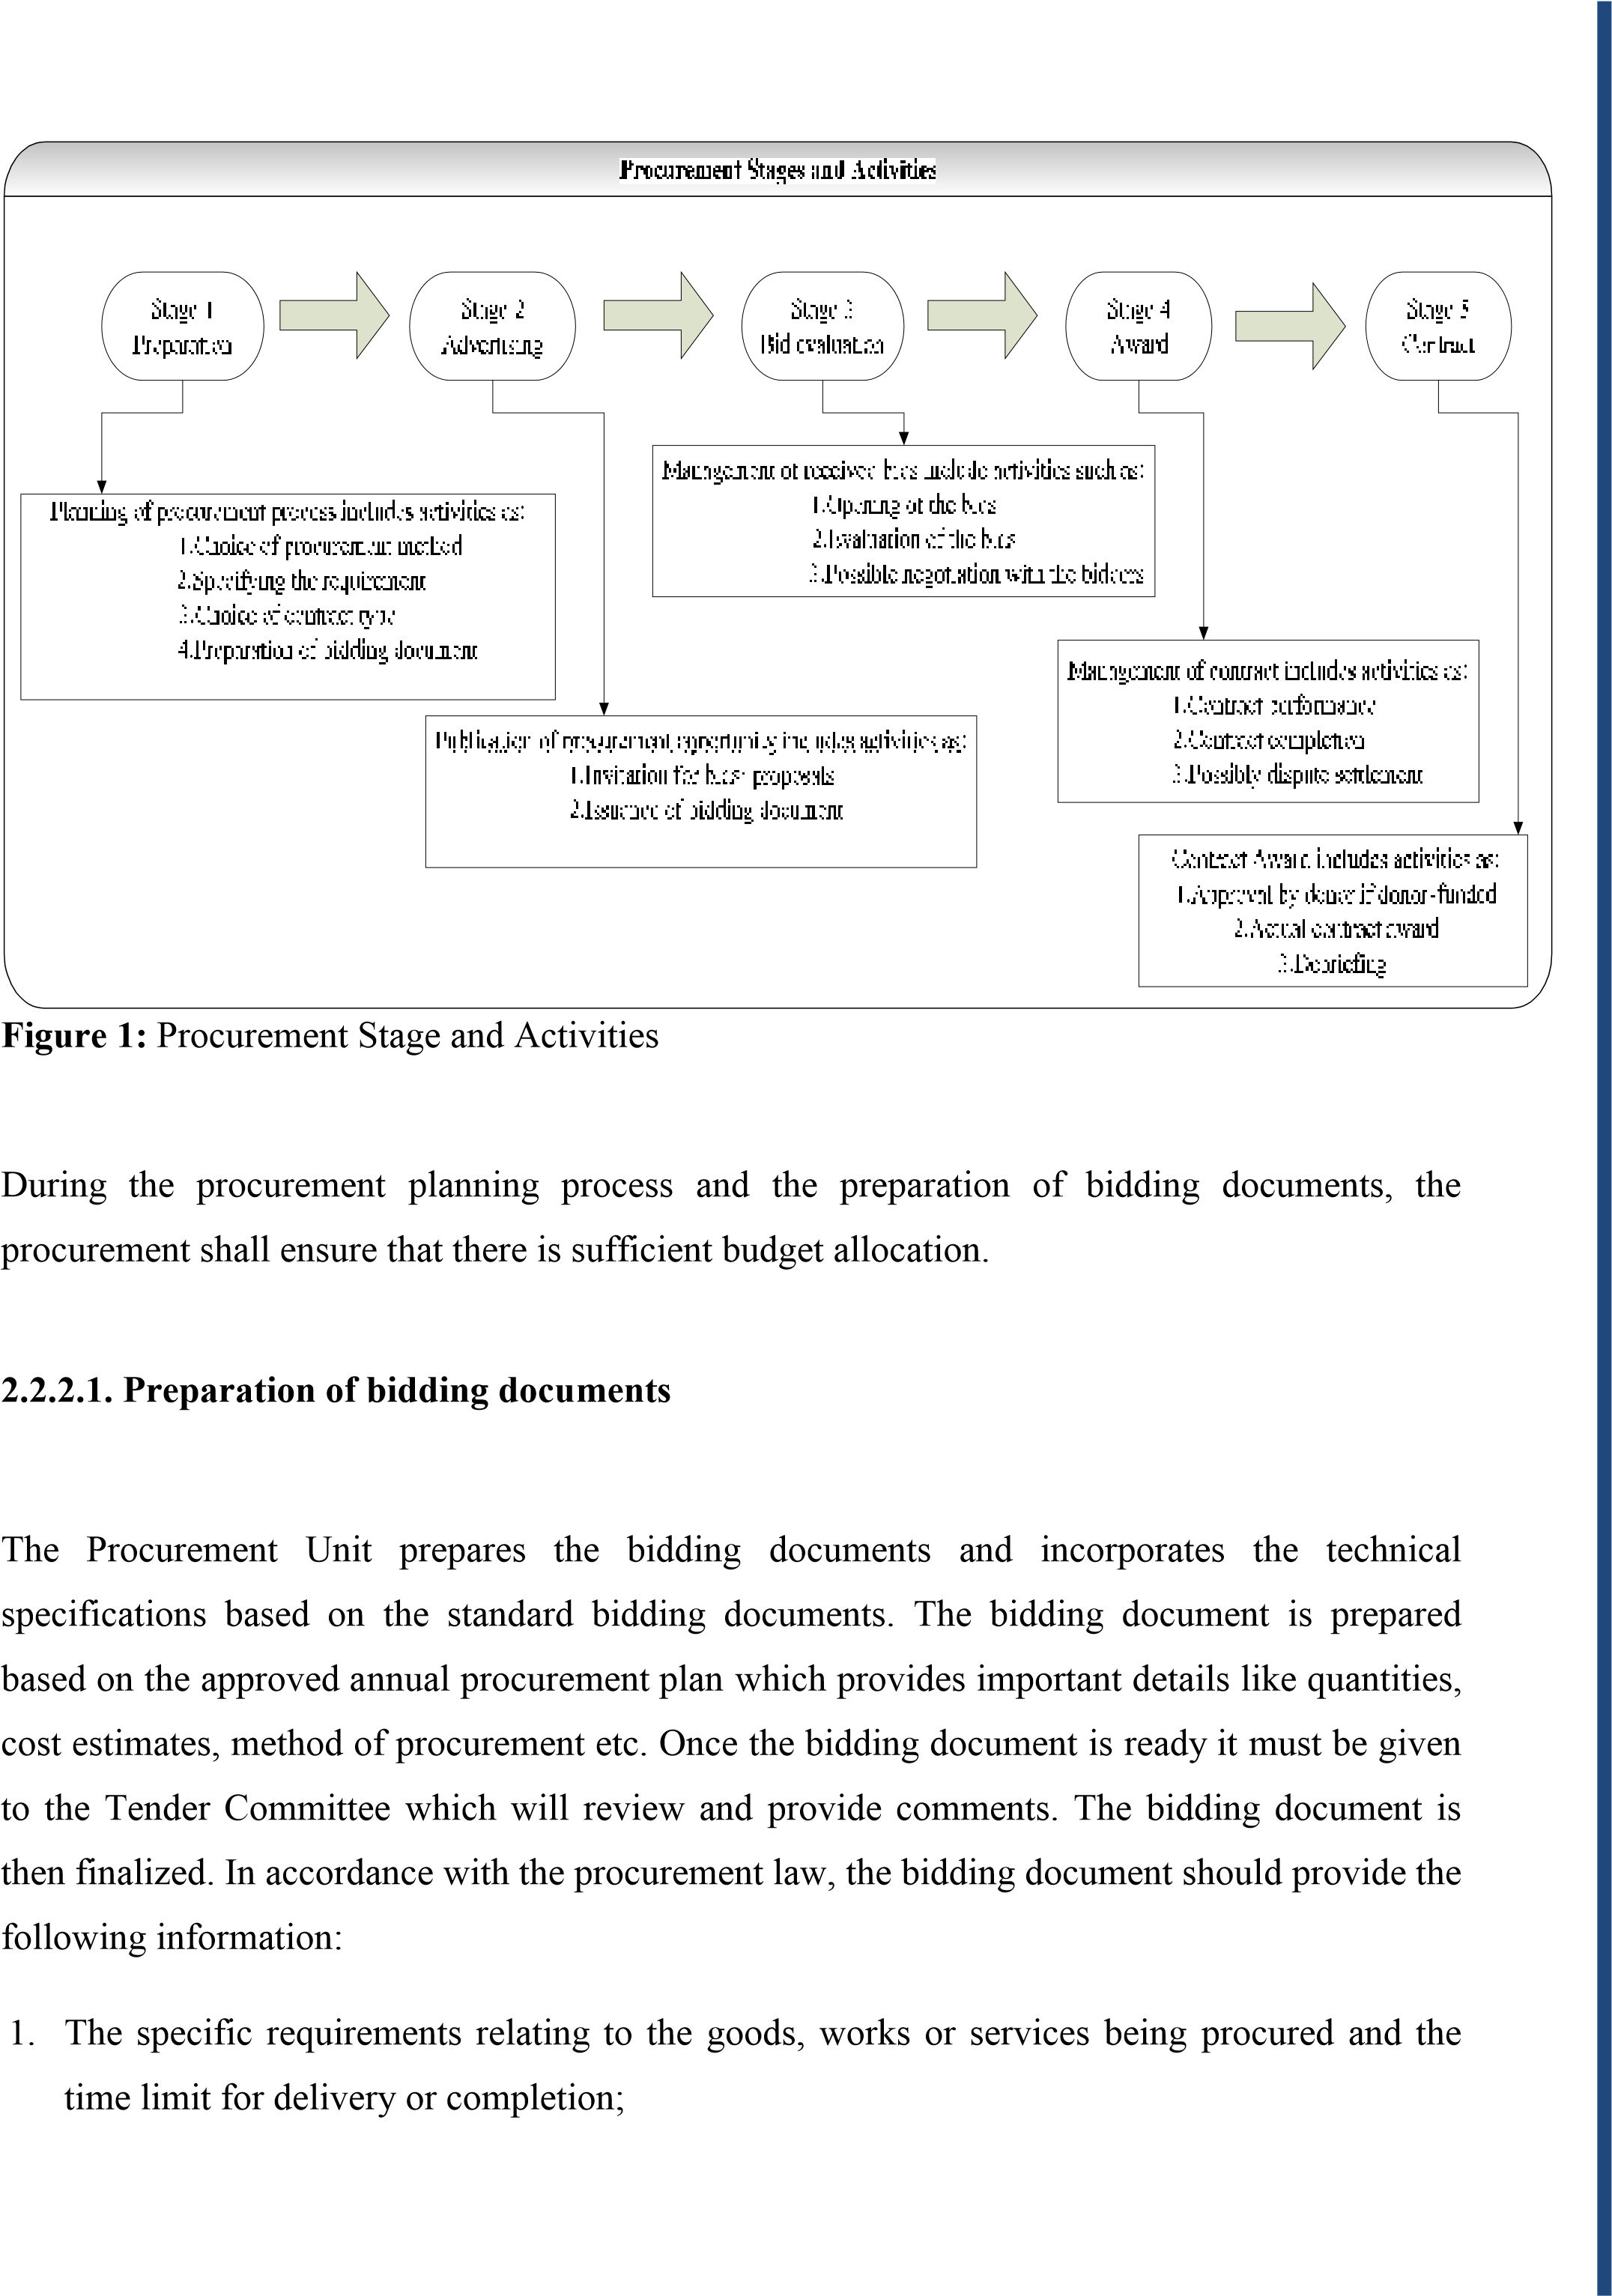 Procurement Stages and Activities
Stage 1
Preparation
Stage 2
Advertising
Stage 3
Bid evaluation
Stage 4
Award
Stage 5
Contract
Planning of procurement process includes activities as:
1.Choice of procurement method
2.Specifying the requirement
3.Choice of contract type
4.Preparation of bidding document
Publication of procurement opportunity includes activities as:
1.Invitation for bids/ proposals
2.Issuance of bidding document
Management of received bids include activities such as:
1.Opening of the bids
2.Evaluation of the bids
3.Possible negotiation with the bidders
Management of contract includes activities as:
1.Contract performance
2.Contract completion
3.Possibly dispute settlement
Contract Award includes activities as:
1.Approval by donor if donor-funded
2.Actual contract award
3.Debriefing
Figure 1: Procurement Stage and Activities
During the procurement planning process and the preparation of bidding documents, the
procurement shall ensure that there is sufficient budget allocation.
2.2.2.1. Preparation of bidding documents
The Procurement Unit prepares the bidding documents and incorporates the technical
specifications based on the standard bidding documents. The bidding document is prepared
based on the approved annual procurement plan which provides important details like quantities,
cost estimates, method of procurement etc. Once the bidding document is ready it must be given
to the Tender Committee which will review and provide comments. The bidding document is
then finalized. In accordance with the procurement law, the bidding document should provide the
following information:
1. The specific requirements relating to the goods, works or services being procured and the
time limit for delivery or completion;